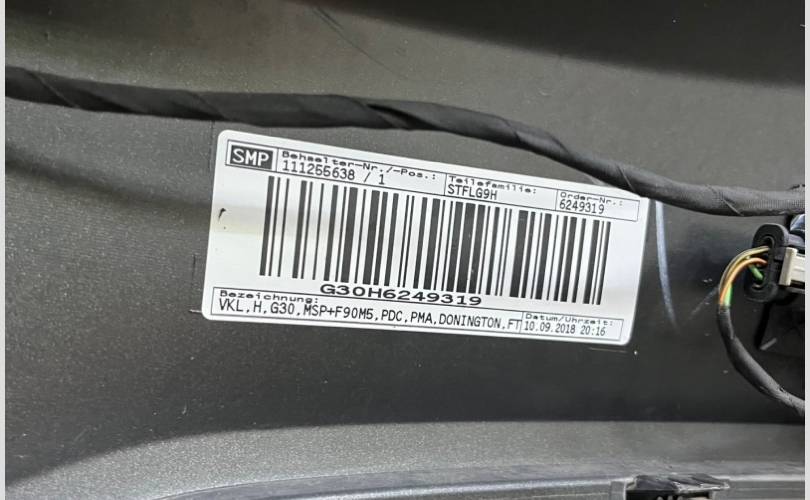 SMP Behaelter-Nr./-Pos.: Teilefamilie: Order-Nr.:
111255638 / 1 STFLG9H 6249319
G30H6249319
Bezeichnung: Datum/Uhrzeit:
VKL,H,G30,MSP+F90M5,PDC,PMA,DONINGTON,FT 10.09.2018 20:16